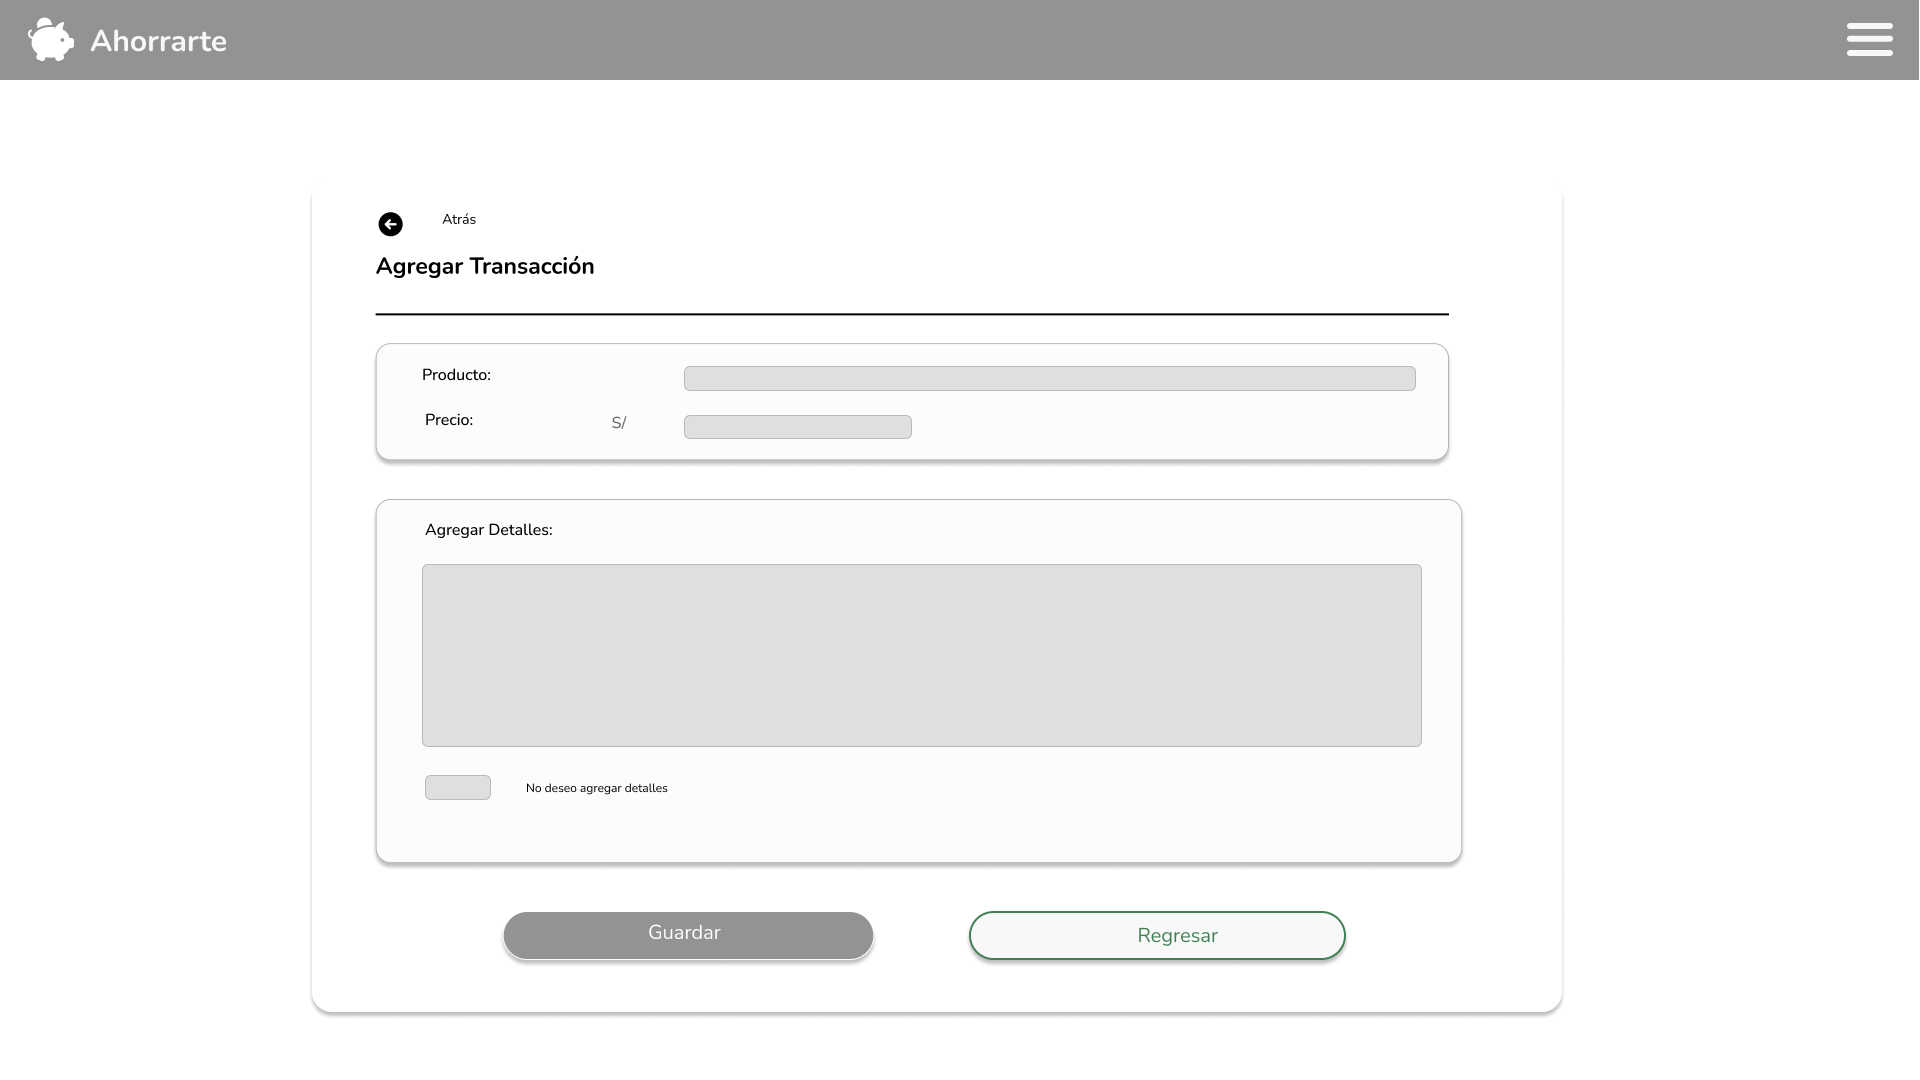 Ahorrarte
Atrás
Agregar Transacción
Producto:
Precio: S/
Agregar Detalles:
No deseo agregar detalles
Guardar Regresar